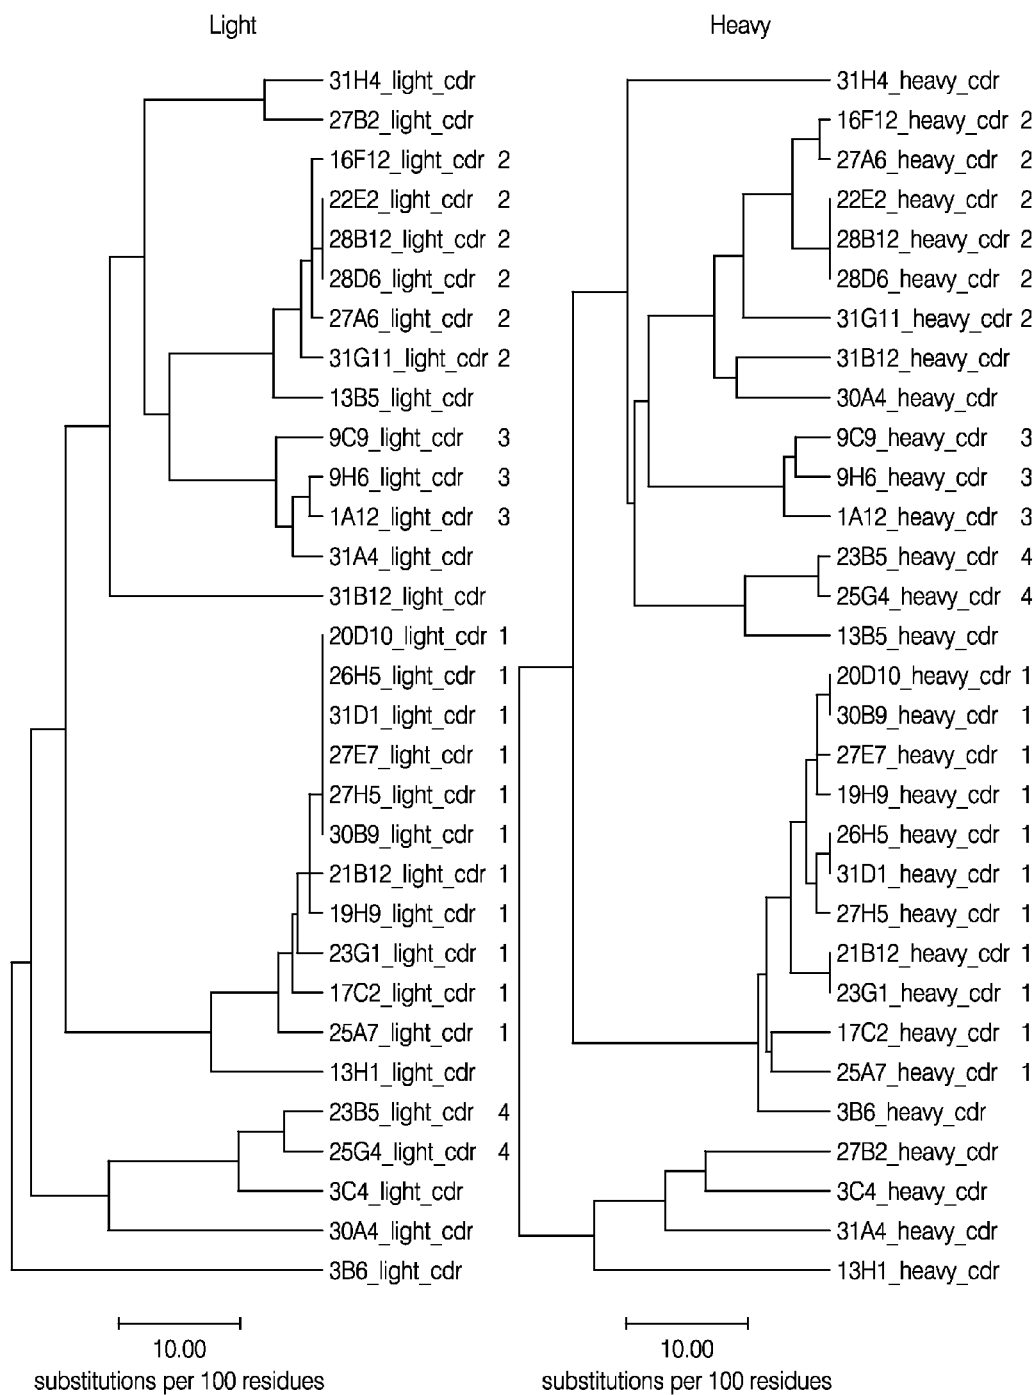 Light
31H4_light_cdr
27B2_light_cdr
16F12_light_cdr 2
22E2_light_cdr 2
28B12_light_cdr 2
28D6_light_cdr 2
27A6_light_cdr 2
31G11_light_cdr 2
13B5_light_cdr
9C9_light_cdr 3
9H6_light_cdr 3
1A12_light_cdr 3
31A4_light_cdr
31B12_light_cdr
20D10_light_cdr 1
26H5_light_cdr 1
31D1_light_cdr 1
27E7_light_cdr 1
27H5_light_cdr 1
30B9_light_cdr 1
21B12_light_cdr 1
19H9_light_cdr 1
23G1_light_cdr 1
17C2_light_cdr 1
25A7_light_cdr 1
13H1_light_cdr
23B5_light_cdr 4
25G4_light_cdr 4
3C4_light_cdr
30A4_light_cdr
3B6_light_cdr
10.00
substitutions per 100 residues
Heavy
31H4_heavy_cdr
16F12_heavy_cdr 2
27A6_heavy_cdr 2
22E2_heavy_cdr 2
28B12_heavy_cdr 2
28D6_heavy_cdr 2
31G11_heavy_cdr 2
31B12_heavy_cdr
30A4_heavy_cdr
9C9_heavy_cdr 3
9H6_heavy_cdr 3
1A12_heavy_cdr 3
23B5_heavy_cdr 4
25G4_heavy_cdr 4
13B5_heavy_cdr
20D10_heavy_cdr 1
30B9_heavy_cdr 1
27E7_heavy_cdr 1
19H9_heavy_cdr 1
26H5_heavy_cdr 1
31D1_heavy_cdr 1
27H5_heavy_cdr 1
21B12_heavy_cdr 1
23G1_heavy_cdr 1
17C2_heavy_cdr 1
25A7_heavy_cdr 1
3B6_heavy_cdr
27B2_heavy_cdr
3C4_heavy_cdr
31A4_heavy_cdr
13H1_heavy_cdr
10.00
substitutions per 100 residues